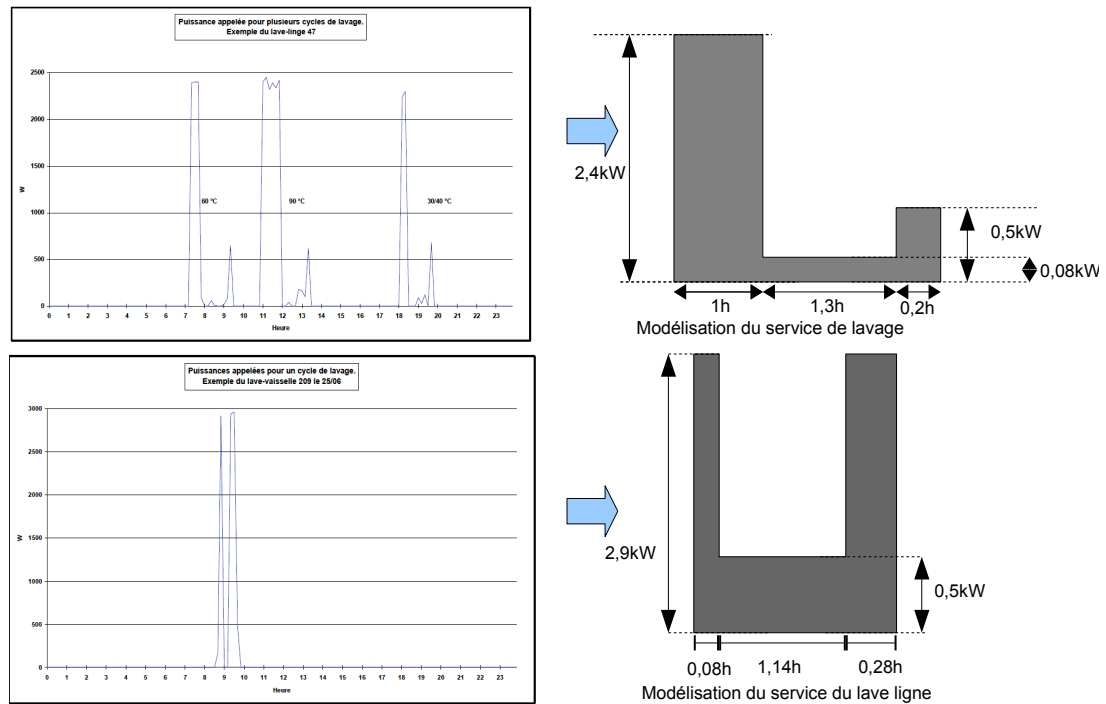 Puissance appelée pour plusieurs cycles de lavage.
Exemple du lave-linge 47
2500
2000
1500
1000
500
0
W
60 °C
90 °C
30/40 °C
0 1 2 3 4 5 6 7 8 9 10 11 12 13 14 15 16 17 18 19 20 21 22 23
Heure
2,4kW
0,5kW
0,08kW
1h
1,3h
0,2h
Modélisation du service de lavage
Puissances appelées pour un cycle de lavage.
Exemple du lave-vaisselle 209 le 25/06
3000
2500
2000
1500
1000
500
0
W
0 1 2 3 4 5 6 7 8 9 10 11 12 13 14 15 16 17 18 19 20 21 22 23
Heure
2,9kW
0,5kW
0,08h
1,14h
0,28h
Modélisation du service du lave ligne